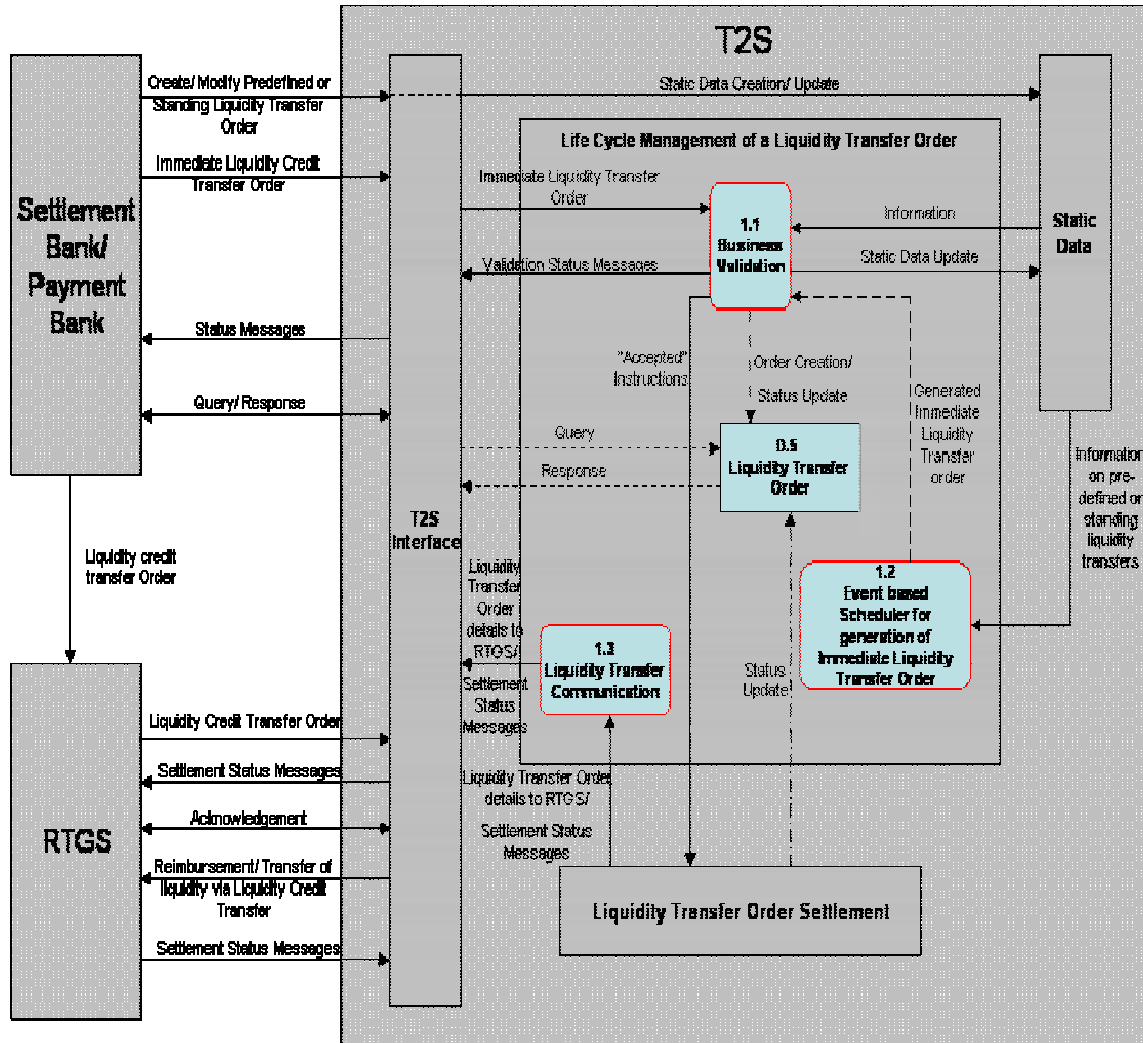 T2S
Create/ Modify Predefined or
Standing Liquidity Transfer
Order
Static Data Creation/ Update
Life Cycle Management of a Liquidity Transfer Order
Immediate Liquidity Credit
Transfer Order
Immediate Liquidity Transfer
Order
Settlement
Bank/
Payment
Bank
1.1
Business
Validation
Information
Static
Data
Validation Status Messages
Static Data Update
Status Messages
"Accepted"
Instructions
Order Creation/
Status Update
Generated
Immediate
Liquidity
Transfer
order
Query/ Response
Query
Response
D.5
Liquidity Transfer
Order
Information
on pre-
defined or
standing
liquidity
transfers
T2S
Interface
Liquidity credit
transfer Order
Liquidity
Transfer
Order
details to
RTGS/
Settlement
Status
Messages
1.3
Liquidity Transfer
Communication
1.2
Event based
Scheduler for
generation of
Immediate Liquidity
Transfer Order
Status
Update
RTGS
Liquidity Credit Transfer Order
Settlement Status Messages
Acknowledgement
Reimbursement/ Transfer of
liquidity via Liquidity Credit
Transfer
Settlement Status Messages
Liquidity Transfer Order
details to RTGS/
Settlement Status
Messages
Liquidity Transfer Order Settlement